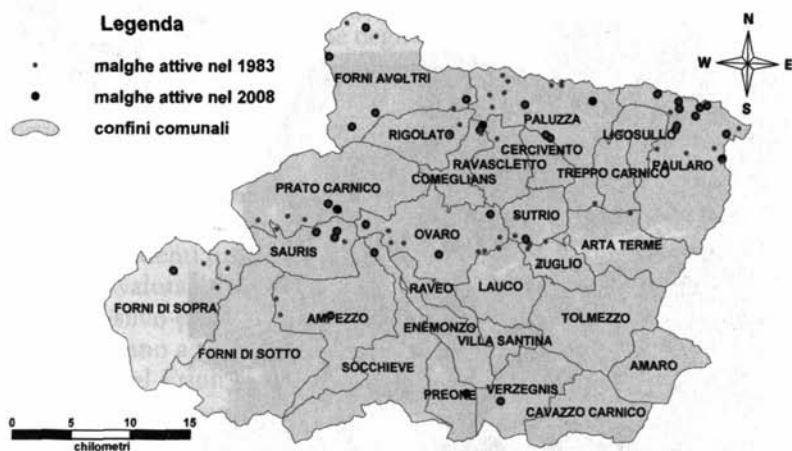 Legenda
malghe attive nel 1983
malghe attive nel 2008
confini comunali
N
W E
S
FORNI AVOLTRI
RIGOLATO
PALUZZA
LIGOSULLO
CERCIVENTO
RAVASCLETTO
PAULARO
COMEGLIANS
TREPPO CARNICO
PRATO CARNICO
SUTRIO
OVARO
ARTA TERME
SAURIS
ZUGLIO
RAVEO
LAUCO
FORNI DI SOPRA
AMPEZZO
TOLMEZZO
ENEMONZO
VILLA SANTINA
FORNI DI SOTTO
AMARO
SOCCHIEVE
PREONE
VERZEGNIS
CAVAZZO CARNICO
0 5 10 15
chilometri